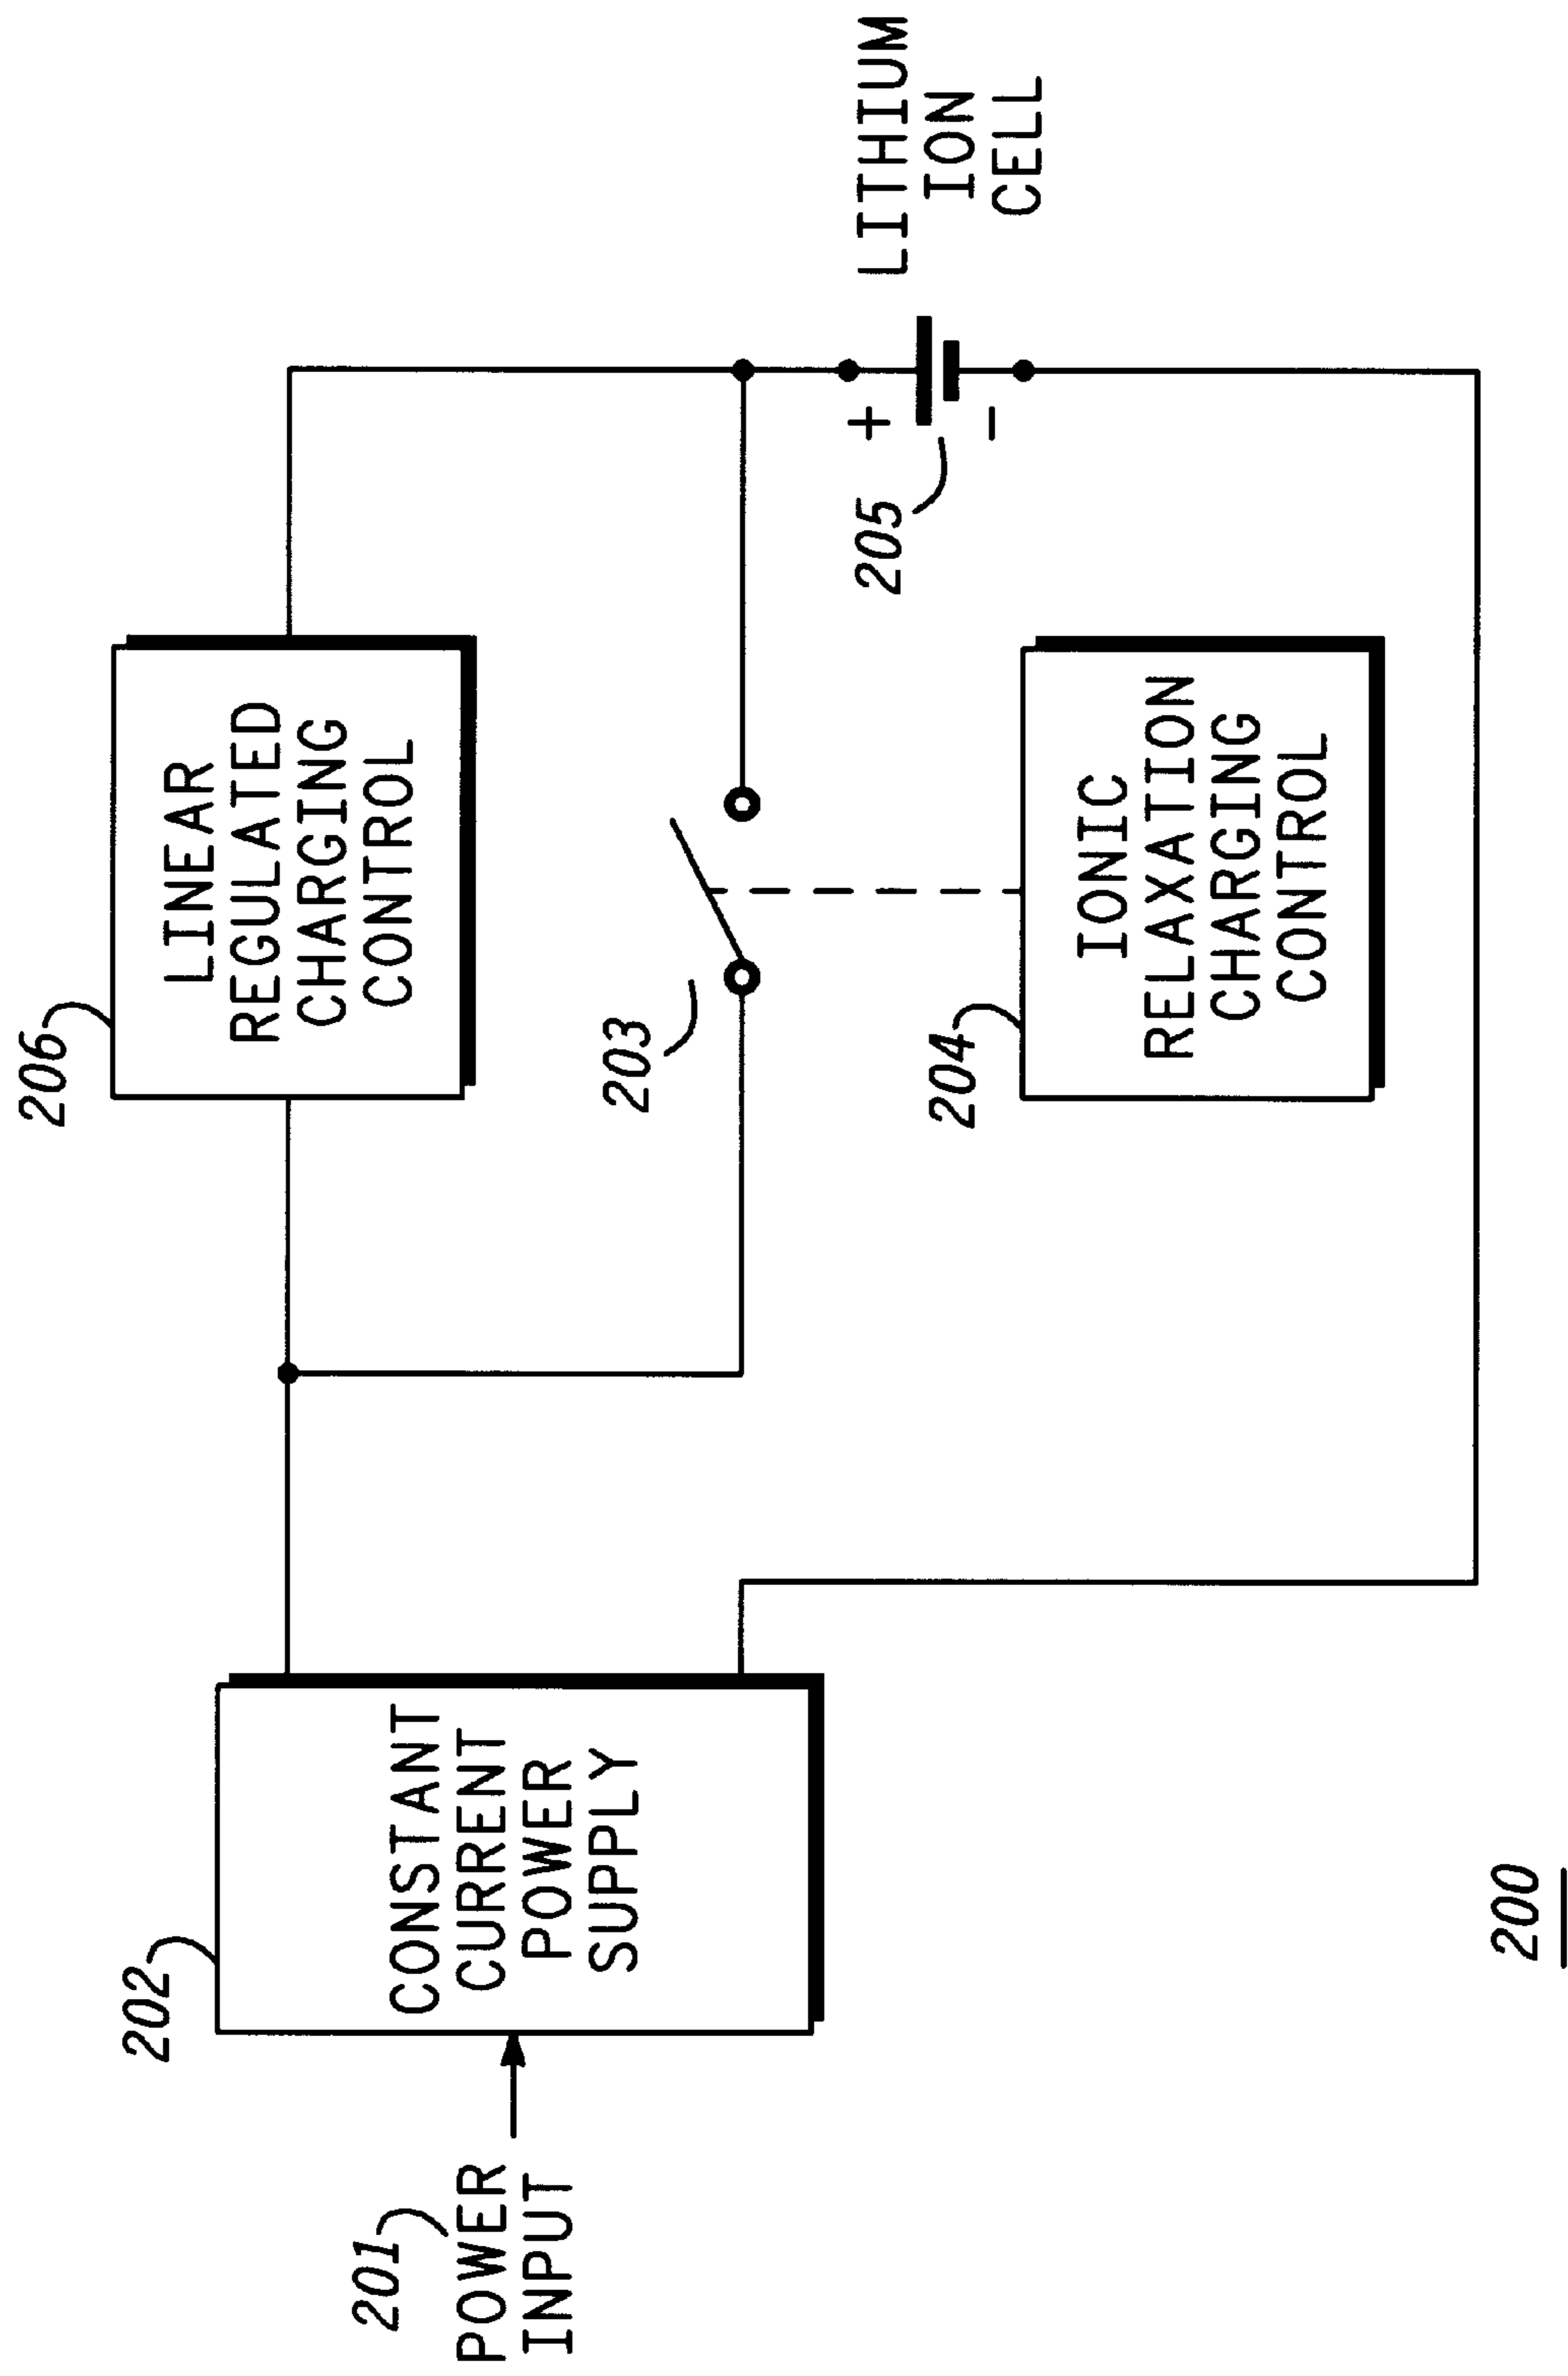 206
LINEAR
REGULATED
CHARGING
CONTROL
202
CONSTANT
CURRENT
POWER
SUPPLY
201
POWER
INPUT
203
204
IONIC
RELAXATION
CHARGING
CONTROL
+
−
205
LITHIUM
ION
CELL
200